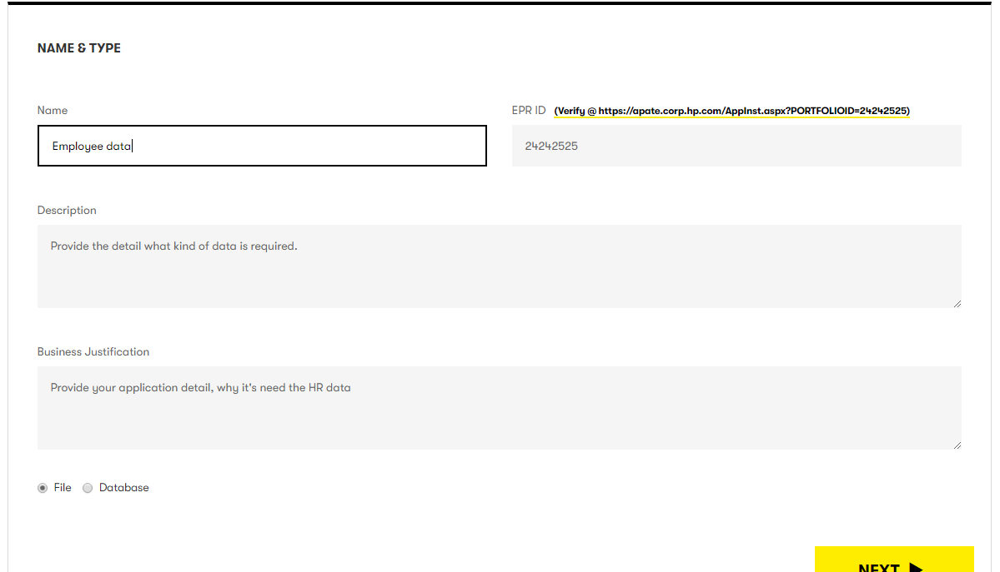 NAME & TYPE
Name
EPR ID (Verify @ https://apate.corp.hp.com/AppInst.aspx?PORTFOLIOID=24242525)
Employee data
24242525
Description
Provide the detail what kind of data is required.
Business Justification
Provide your application detail, why it's need the HR data
File
Database
NEXT